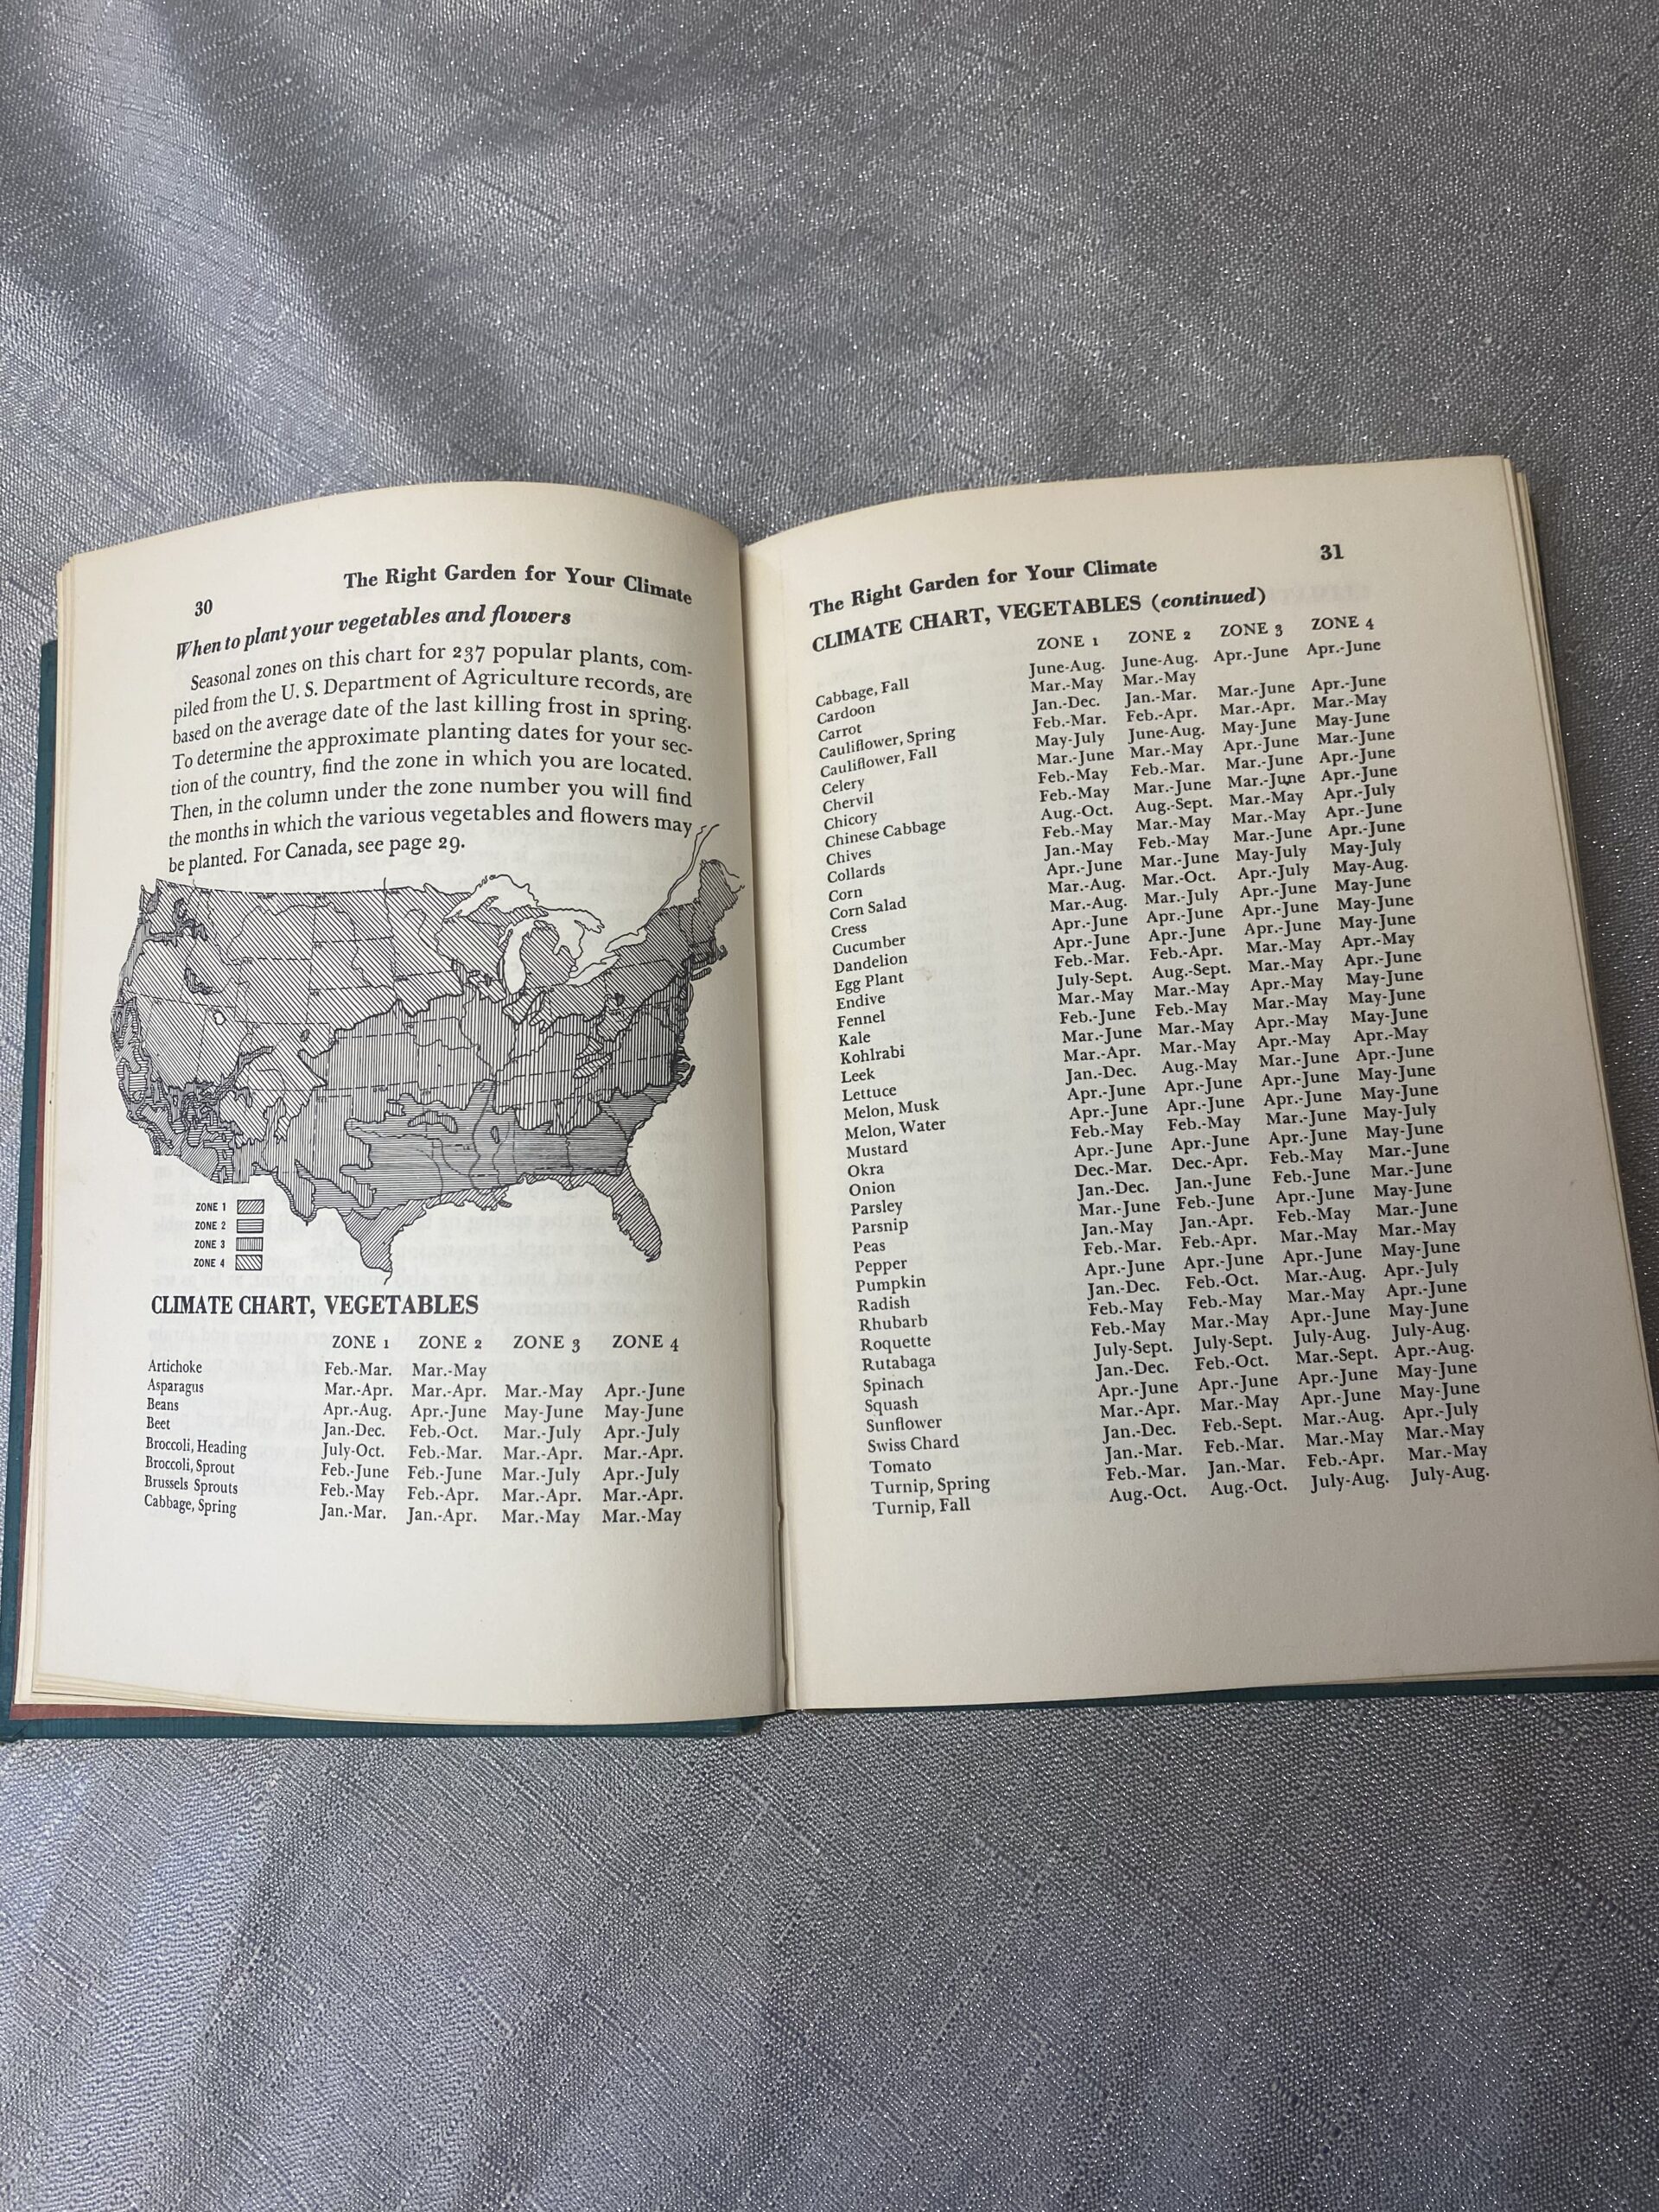 30
The Right Garden for Your Climate
When to plant your vegetables and flowers
Seasonal zones on this chart for 237 popular plants, com-
piled from the U. S. Department of Agriculture records, are
based on the average date of the last killing frost in spring.
To determine the approximate planting dates for your sec-
tion of the country, find the zone in which you are located.
Then, in the column under the zone number you will find
the months in which the various vegetables and flowers may
be planted. For Canada, see page 29.
ZONE 1
ZONE 2
ZONE 3
ZONE 4
CLIMATE CHART, VEGETABLES
ZONE 1 ZONE 2 ZONE 3 ZONE 4
Artichoke Feb.-Mar. Mar.-May
Asparagus Mar.-Apr. Mar.-Apr. Mar.-May Apr.-June
Beans Apr.-Aug. Apr.-June May-June May-June
Beet Jan.-Dec. Feb.-Oct. Mar.-July Apr.-July
Broccoli, Heading July-Oct. Feb.-Mar. Mar.-Apr. Mar.-Apr.
Broccoli, Sprout Feb.-June Feb.-June Mar.-July Apr.-July
Brussels Sprouts Feb.-May Feb.-Apr. Mar.-Apr. Mar.-Apr.
Cabbage, Spring Jan.-Mar. Jan.-Apr. Mar.-May Mar.-May
The Right Garden for Your Climate
31
CLIMATE CHART, VEGETABLES (continued)
ZONE 1 ZONE 2 ZONE 3 ZONE 4
Cabbage, Fall June-Aug. June-Aug. Apr.-June Apr.-June
Cardoon Mar.-May Mar.-May
Carrot Jan.-Dec. Jan.-Mar. Mar.-June Apr.-June
Cauliflower, Spring Feb.-Mar. Feb.-Apr. Mar.-Apr. Mar.-May
Cauliflower, Fall May-July June-Aug. May-June May-June
Celery Mar.-June Mar.-May Apr.-June Mar.-June
Chervil Feb.-May Feb.-Mar. Mar.-June Apr.-June
Chicory Feb.-May Mar.-June Mar.-June Apr.-June
Chinese Cabbage Aug.-Oct. Aug.-Sept. Mar.-May Apr.-July
Chives Feb.-May Mar.-May Mar.-May Apr.-June
Collards Jan.-May Feb.-May Mar.-June Apr.-June
Corn Apr.-June Mar.-June May-July May-July
Corn Salad Mar.-Aug. Mar.-Oct. Apr.-July May-Aug.
Cress Mar.-Aug. Mar.-July Apr.-June May-June
Cucumber Apr.-June Apr.-June Apr.-June May-June
Dandelion Apr.-June Apr.-June Apr.-June May-June
Egg Plant Feb.-Mar. Feb.-Apr. Mar.-May Apr.-May
Endive July-Sept. Aug.-Sept. Mar.-May Apr.-June
Fennel Mar.-May Mar.-May Apr.-May May-June
Kale Feb.-June Feb.-May Mar.-May May-June
Kohlrabi Mar.-June Mar.-May Apr.-May May-June
Leek Mar.-Apr. Mar.-May Apr.-May Apr.-May
Lettuce Jan.-Dec. Aug.-May Mar.-June Apr.-June
Melon, Musk Apr.-June Apr.-June Apr.-June May-June
Melon, Water Apr.-June Apr.-June Apr.-June May-June
Mustard Feb.-May Feb.-May Mar.-June May-July
Okra Apr.-June Apr.-June Apr.-June May-June
Onion Dec.-Mar. Dec.-Apr. Feb.-May Mar.-June
Parsley Jan.-Dec. Jan.-June Feb.-June Mar.-June
Parsnip Mar.-June Feb.-June Apr.-June May-June
Peas Jan.-May Jan.-Apr. Feb.-May Mar.-June
Pepper Feb.-Mar. Feb.-Apr. Mar.-May Mar.-May
Pumpkin Apr.-June Apr.-June Apr.-June May-June
Radish Jan.-Dec. Feb.-Oct. Mar.-Aug. Apr.-July
Rhubarb Feb.-May Feb.-May Mar.-May Apr.-June
Roquette Feb.-May Mar.-May Apr.-June May-June
Rutabaga July-Sept. July-Sept. July-Aug. July-Aug.
Spinach Jan.-Dec. Feb.-Oct. Mar.-Sept. Apr.-Aug.
Squash Apr.-June Apr.-June Apr.-June May-June
Sunflower Mar.-Apr. Mar.-May Apr.-June May-June
Swiss Chard Jan.-Dec. Feb.-Sept. Mar.-Aug. Apr.-July
Tomato Jan.-Mar. Feb.-Mar. Mar.-May Mar.-May
Turnip, Spring Feb.-Mar. Jan.-Mar. Feb.-Apr. Mar.-May
Turnip, Fall Aug.-Oct. Aug.-Oct. July-Aug. July-Aug.